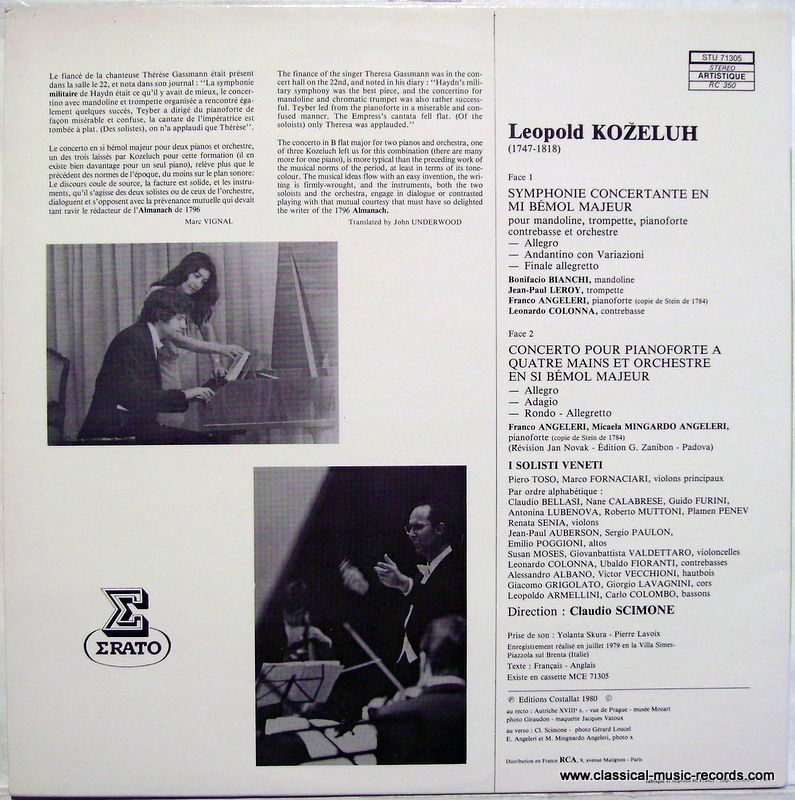 Le fiancé de la chanteuse Thérèse Gassmann était présent
dans la salle le 22, et nota dans son journal : "La symphonie
militaire de Haydn était ce qu'il y avait de mieux, le concer-
tino avec mandoline et trompette organisée a rencontré éga-
lement quelques succès, Teyber a dirigé du pianoforte de
façon misérable et confuse, la cantate de l'impératrice est
tombée à plat. (Des solistes), on n'a applaudi que Thérèse".
Le concerto en si bémol majeur pour deux pianos et orchestre,
un des trois laissés par Kozeluch pour cette formation (il en
existe bien davantage pour un seul piano), relève plus que le
précédent des normes de l'époque, du moins sur le plan sonore:
Le discours coule de source, la facture est solide, et les instru-
ments, qu'il s'agisse des deux solistes ou de ceux de l'orchestre,
dialoguent et s'opposent avec la prévenance mutuelle qui devait
tant ravir le rédacteur de l'Almanach de 1796
Marc VIGNAL
The finance of the singer Theresa Gassmann was in the con-
cert hall on the 22nd, and noted in his diary : "Haydn's mili-
tary symphony was the best piece, and the concertino for
mandoline and chromatic trumpet was also rather success-
ful. Teyber led from the pianoforte in a miserable and con-
fused manner. The Empress's cantata fell flat. (Of the
soloists) only Theresa was applauded."
The concerto in B flat major for two pianos and orchestra, one
of three Kozeluch left us for this combination (there are many
more for one piano), is more typical than the preceding work of
the musical norms of the period, at least in terms of its tone-
colour. The musical ideas flow with an easy invention, the wri-
ting is firmly-wrought, and the instruments, both the two
soloists and the orchestra, engage in dialogue or contrasted
playing with that mutual courtesy that must have so delighted
the writer of the 1796 Almanach.
Translated by John UNDERWOOD
ERATO
STU 71305
STEREO
ARTISTIQUE
RC 350
Leopold KOŽELUH
(1747-1818)
Face 1
SYMPHONIE CONCERTANTE EN
MI BÉMOL MAJEUR
pour mandoline, trompette, pianoforte
contrebasse et orchestre
— Allegro
— Andantino con Variazioni
— Finale allegretto
Bonifacio BIANCHI, mandoline
Jean-Paul LEROY, trompette
Franco ANGELERI, pianoforte (copie de Stein de 1784)
Leonardo COLONNA, contrebasse
Face 2
CONCERTO POUR PIANOFORTE A
QUATRE MAINS ET ORCHESTRE
EN SI BÉMOL MAJEUR
— Allegro
— Adagio
— Rondo - Allegretto
Franco ANGELERI, Micaela MINGARDO ANGELERI,
pianoforte (copie de Stein de 1784)
(Révision Jan Novak - Édition G. Zanibon - Padova)
I SOLISTI VENETI
Piero TOSO, Marco FORNACIARI, violons principaux
Par ordre alphabétique :
Claudio BELLASI, Nane CALABRESE, Guido FURINI,
Antonina LUBENOVA, Roberto MUTTONI, Plamen PENEV
Renata SENIA, violons
Jean-Paul AUBERSON, Sergio PAULON,
Emilio POGGIONI, altos
Susan MOSES, Giovanbattista VALDETTARO, violoncelles
Leonardo COLONNA, Ubaldo FIORANTI, contrebasses
Alessandro ALBANO, Victor VECCHIONI, hautbois
Giacomo GRIGOLATO, Giorgio LAVAGNINI, cors
Leopoldo ARMELLINI, Carlo COLOMBO, bassons
Direction : Claudio SCIMONE
Prise de son : Yolanta Skura - Pierre Lavoix
Enregistrement réalisé en juillet 1979 en la Villa Simes-
Piazzola sul Brenta (Italie)
Texte : Français - Anglais
Existe en cassette MCE 71305
℗ Editions Costallat 1980 ©
au recto : Autriche XVIIIe s. - vue de Prague - musée Mozart
photo Giraudon - maquette Jacques Vatoux
au verso : Cl. Scimone - photo Gérard Loucel
E. Angeleri et M. Mingnardo Angeleri, photo x
Distribution en France RCA, 9, avenue Matignon - Paris
www.classical-music-records.com